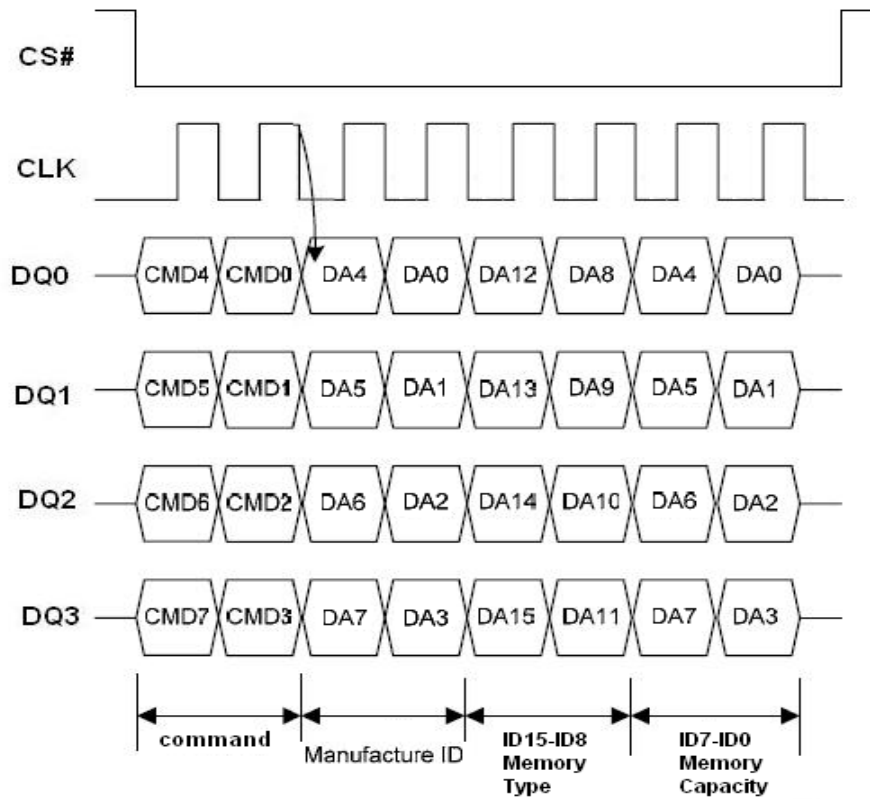 CS#
CLK
DQ0 CMD4 CMD0 DA4 DA0 DA12 DA8 DA4 DA0
DQ1 CMD5 CMD1 DA5 DA1 DA13 DA9 DA5 DA1
DQ2 CMD6 CMD2 DA6 DA2 DA14 DA10 DA6 DA2
DQ3 CMD7 CMD3 DA7 DA3 DA15 DA11 DA7 DA3
command
Manufacture ID
ID15-ID8
Memory
Type
ID7-ID0
Memory
Capacity